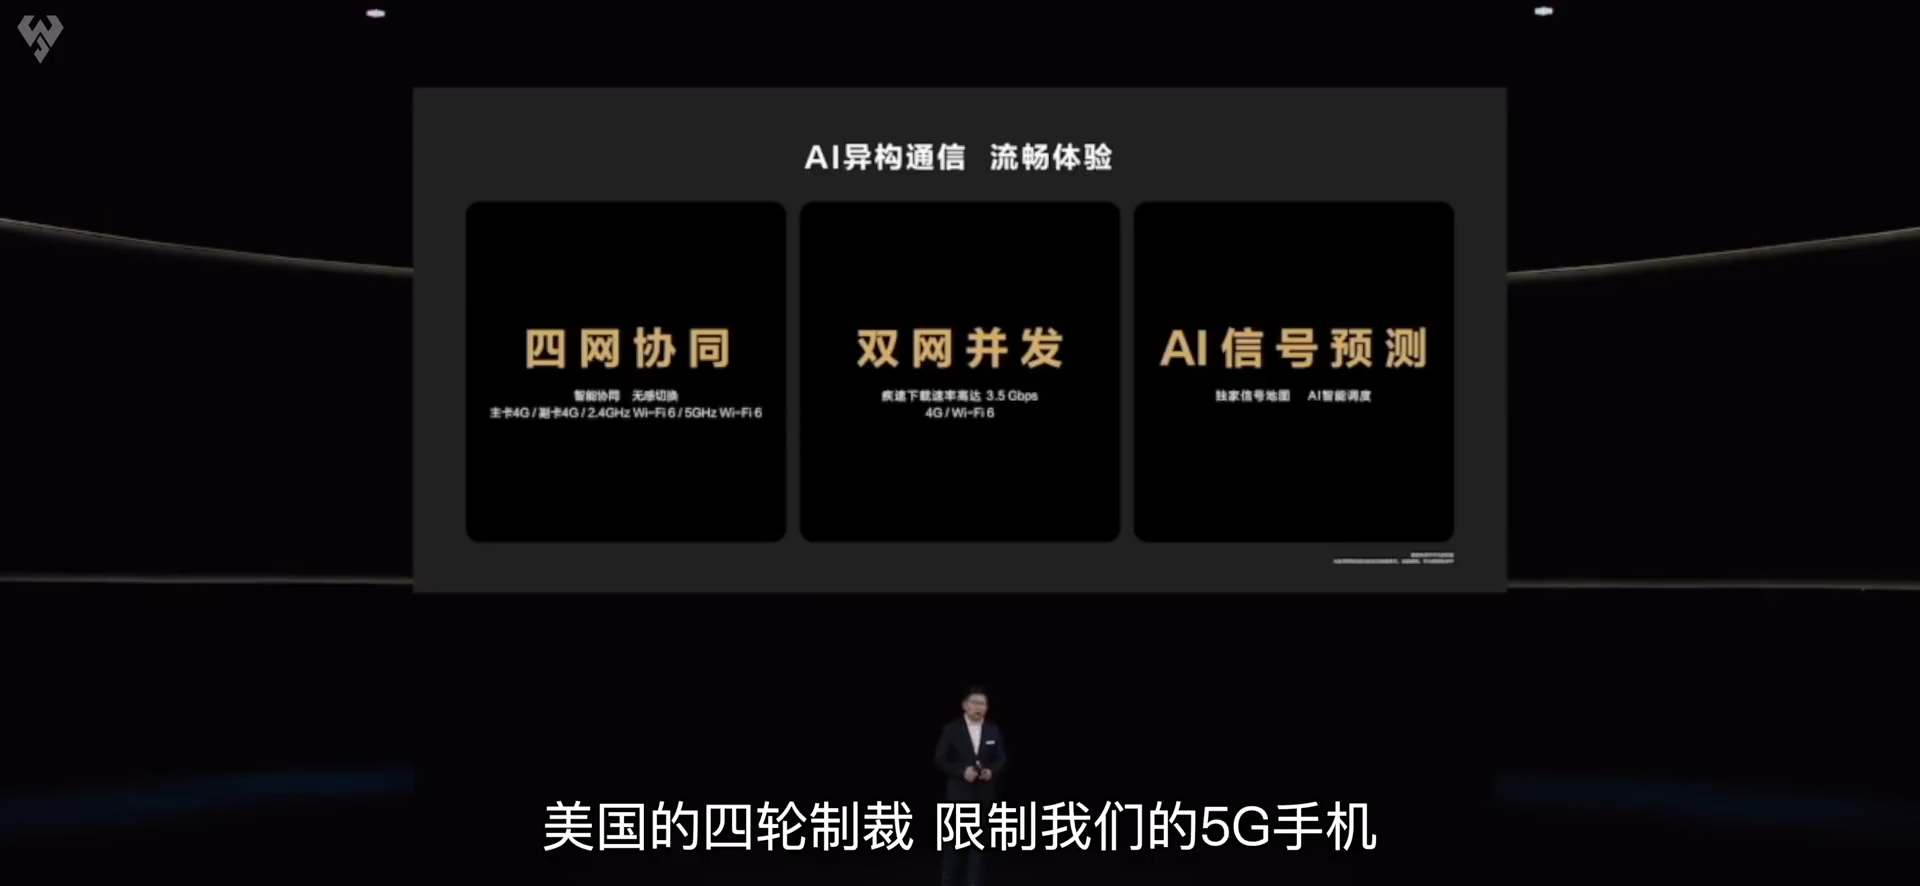 AI异构通信 流畅体验
四网协同
智能协同 无感切换
主卡4G / 副卡4G / 2.4GHz Wi-Fi 6 / 5GHz Wi-Fi 6
双网并发
疾速下载速率高达 3.5 Gbps
4G / Wi-Fi 6
AI信号预测
独家信号地图 AI智能调度
美国的四轮制裁 限制我们的5G手机